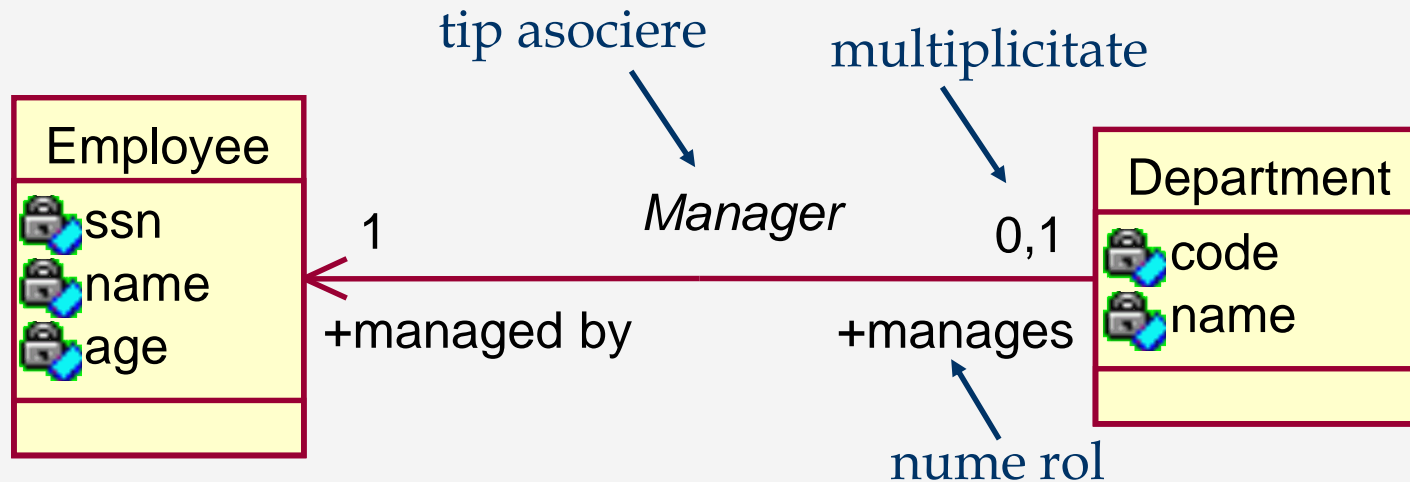 tip asociere
multiplicitate
Employee
ssn
name
age
1
Manager
0,1
+managed by
+manages
Department
code
name
nume rol